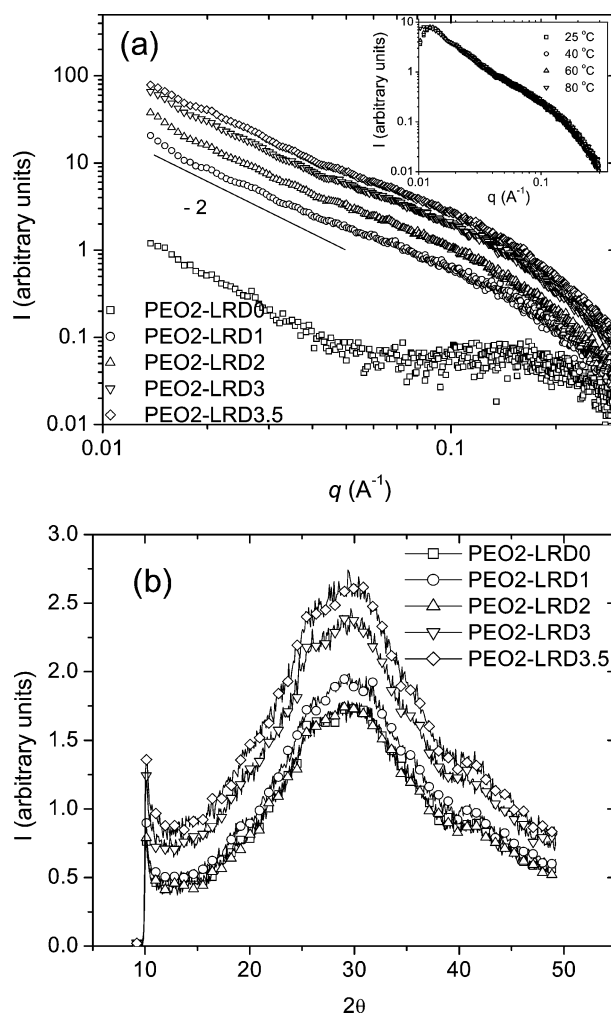 (a)
I (arbitrary units)
100
10
1
0.1
0.01
0.01
0.1
q (A⁻¹)
- 2
PEO2-LRD0
PEO2-LRD1
PEO2-LRD2
PEO2-LRD3
PEO2-LRD3.5
I (arbitrary units)
10
1
0.1
0.01
0.01
0.1
q (A⁻¹)
25 °C
40 °C
60 °C
80 °C
(b)
I (arbitrary units)
3.0
2.5
2.0
1.5
1.0
0.5
0.0
10
20
30
40
50
2θ
PEO2-LRD0
PEO2-LRD1
PEO2-LRD2
PEO2-LRD3
PEO2-LRD3.5